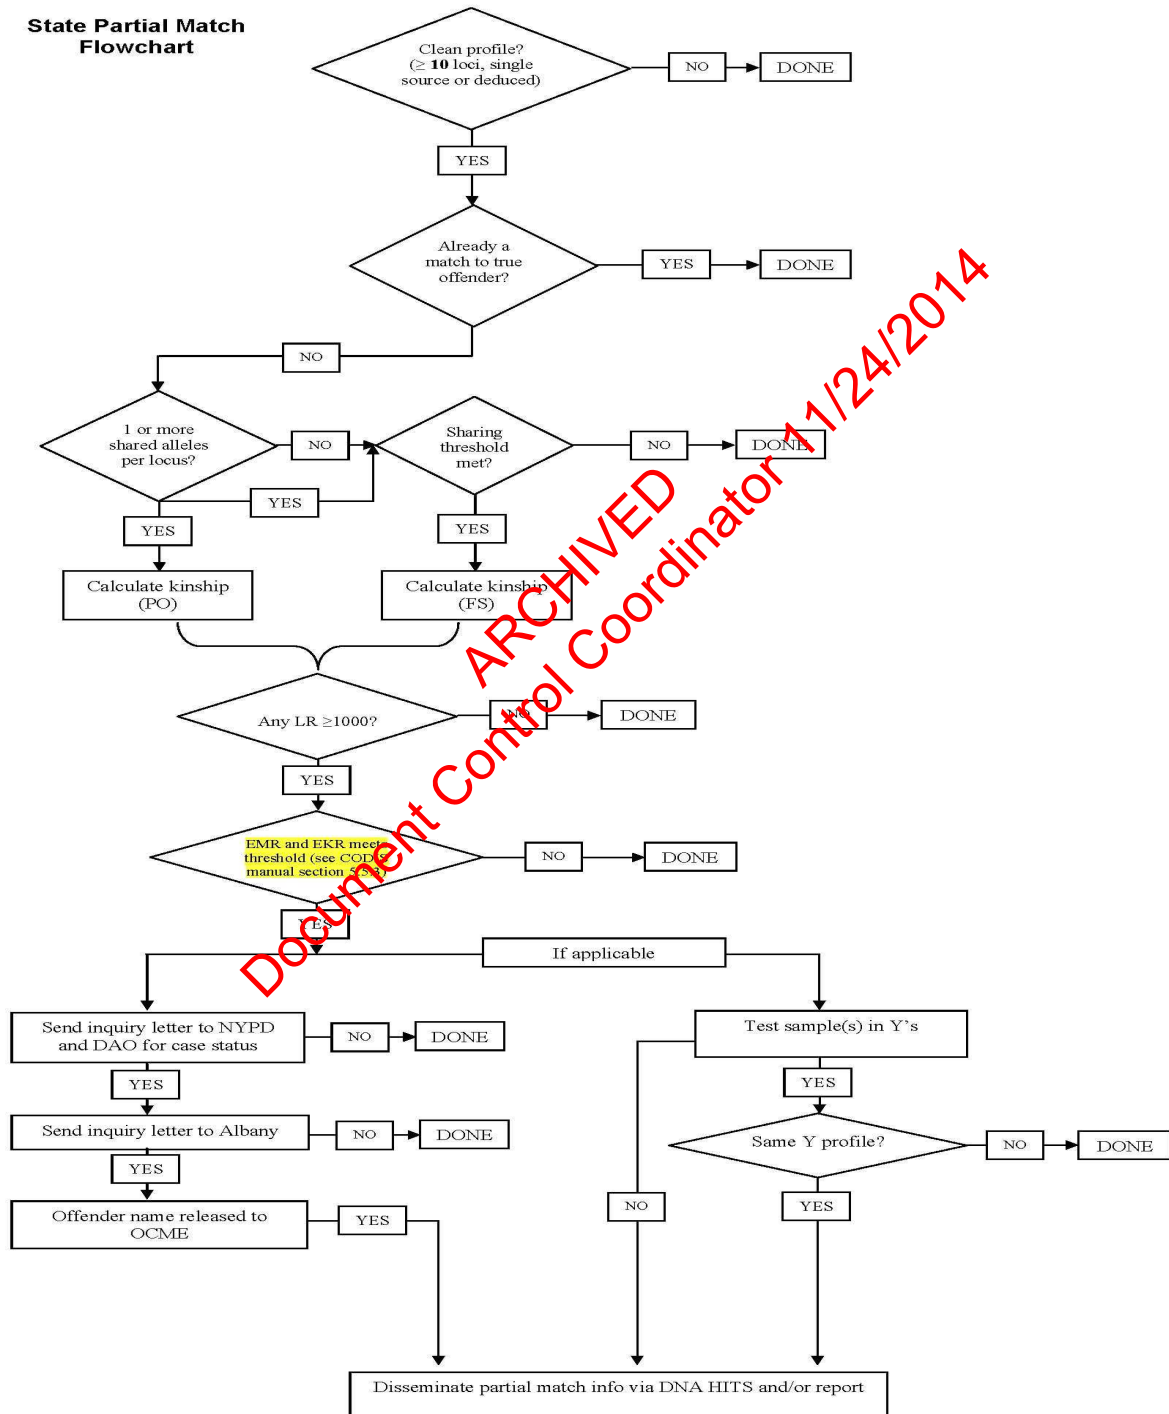 State Partial Match
Flowchart
Clean profile?
(≥ 10 loci, single
source or deduced)
NO
DONE
YES
Already a
match to true
offender?
YES
DONE
NO
1 or more
shared alleles
per locus?
NO
Sharing
threshold
met?
NO
DONE
YES
YES
YES
Calculate kinship
(PO)
Calculate kinship
(FS)
Any LR ≥1000?
NO
DONE
YES
EMR and EKR meets
threshold (see CODIS
manual section 5.5.3)
NO
DONE
YES
If applicable
Send inquiry letter to NYPD
and DAO for case status
NO
DONE
Test sample(s) in Y's
YES
YES
Send inquiry letter to Albany
NO
DONE
Same Y profile?
NO
DONE
YES
Offender name released to
OCME
YES
NO
YES
Disseminate partial match info via DNA HITS and/or report
ARCHIVED
Document Control Coordinator 11/24/2014